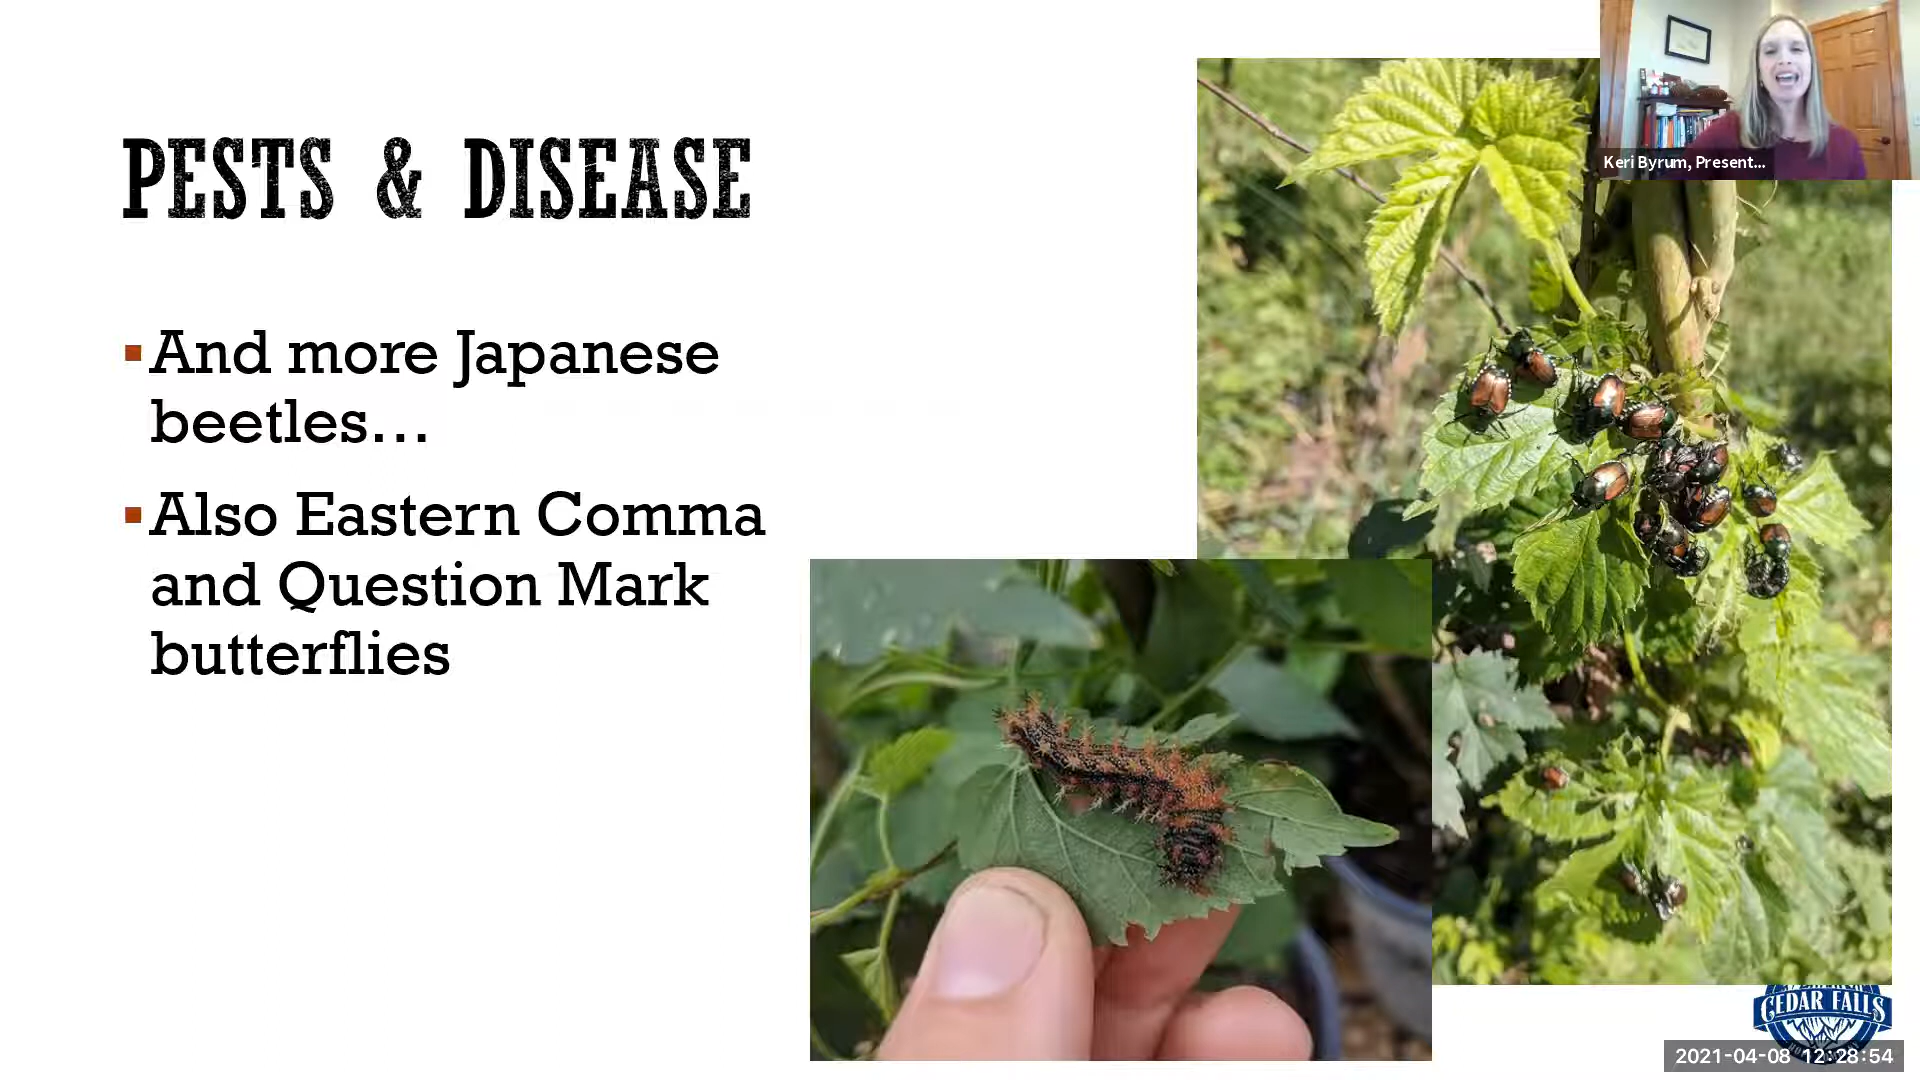 PESTS & DISEASE
And more Japanese
beetles...
Also Eastern Comma
and Question Mark
butterflies
Keri Byrum, Present...
CEDAR FALLS
2021-04-08 12:28:54